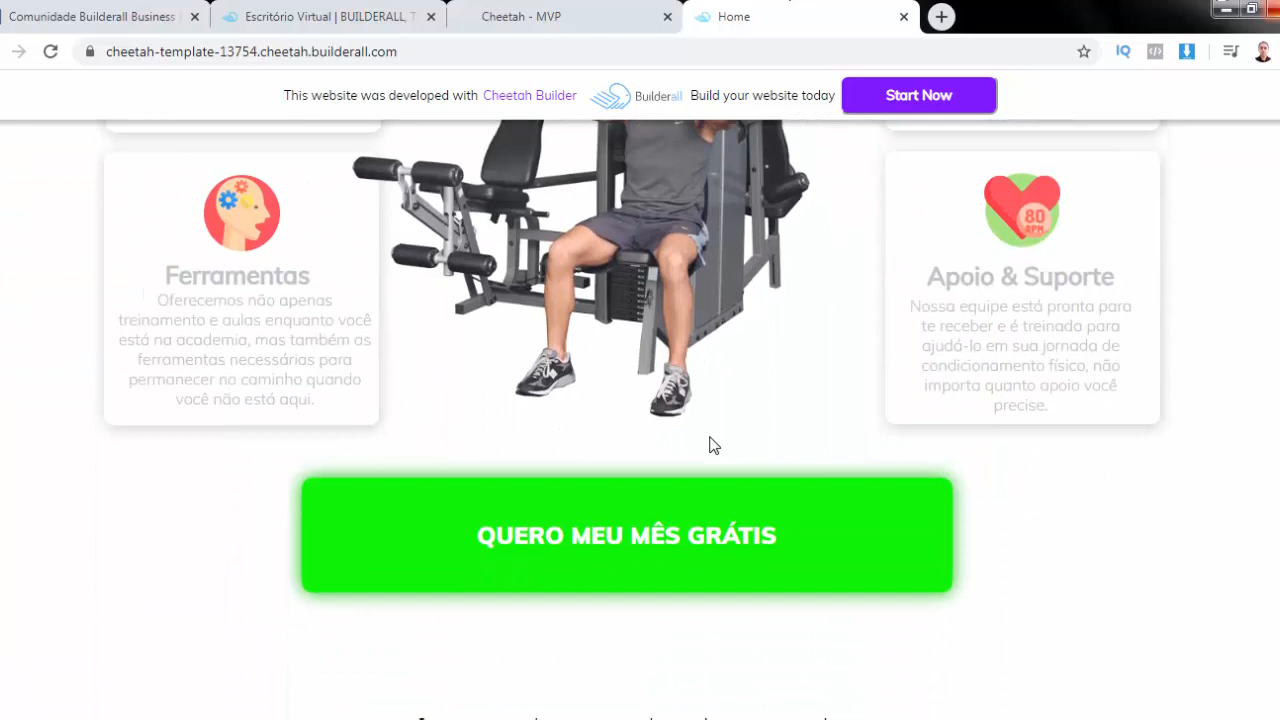 Comunidade Builderall Business
Escritório Virtual | BUILDERALL, T
Cheetah - MVP
Home
cheetah-template-13754.cheetah.builderall.com
IQ
This website was developed with Cheetah Builder Builderall Build your website today Start Now
Ferramentas
Oferecemos não apenas
treinamento e aulas enquanto você
está na academia, mas também as
ferramentas necessárias para
permanecer no caminho quando
você não está aqui.
80
BPM
Apoio & Suporte
Nossa equipe está pronta para
te receber e é treinada para
ajudá-lo em sua jornada de
condicionamento físico, não
importa quanto apoio você
precise.
QUERO MEU MÊS GRÁTIS